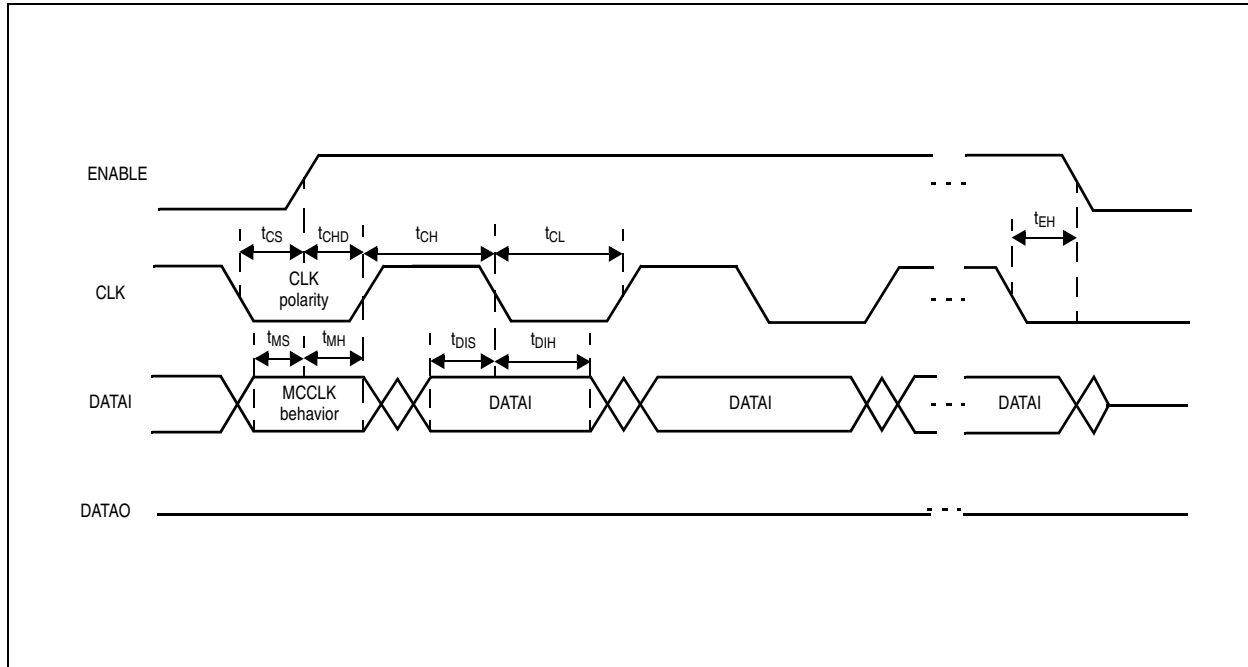 ENABLE
tEH
tCS tCHD tCH tCL
CLK
CLK
polarity
tMS tMH tDIS tDIH
DATAI
MCCLK
behavior
DATAI
DATAI
DATAI
DATAO